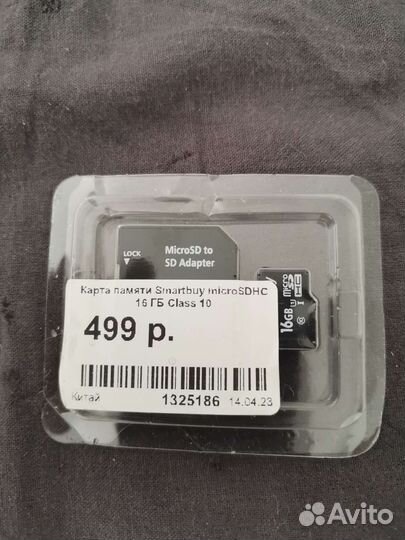 LOCK
MicroSD to
SD Adapter
Карта памяти Smartbuy microSDHC
16 ГБ Class 10
499 р.
Китай
1325186
14.04.23
16GB
micro
SD
HC
I
Avito